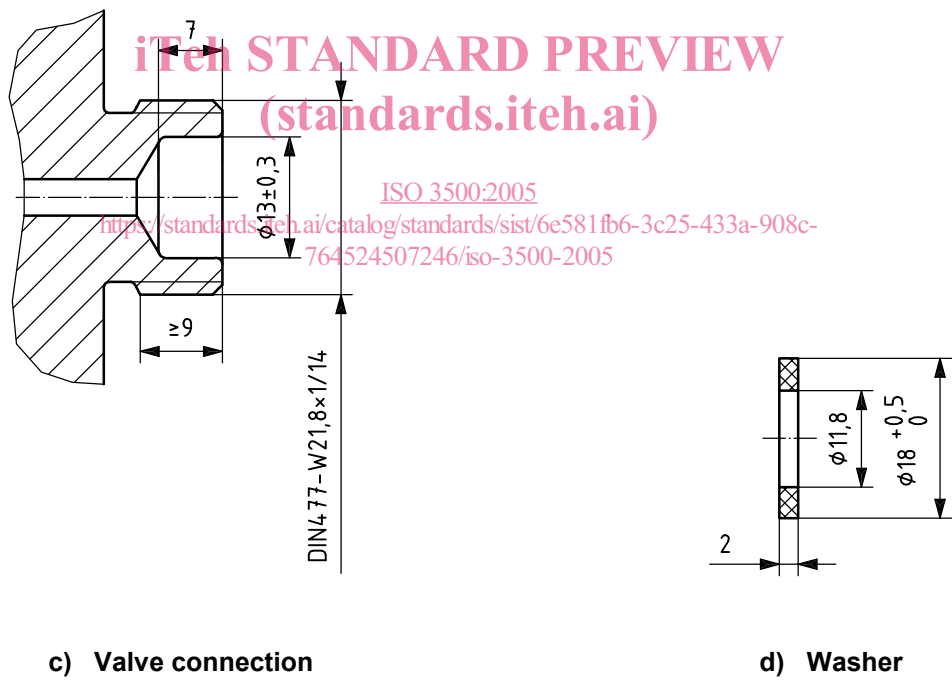 7
iTeh STANDARD PREVIEW
(standards.iteh.ai)
ϕ13±0,3
ISO 3500:2005
https://standards.iteh.ai/catalog/standards/sist/6e581fb6-3c25-433a-908c-
764524507246/iso-3500-2005
≥9
DIN477-W21,8×1/14
ϕ11,8
ϕ18 +0,5
0
2
c) Valve connection
d) Washer